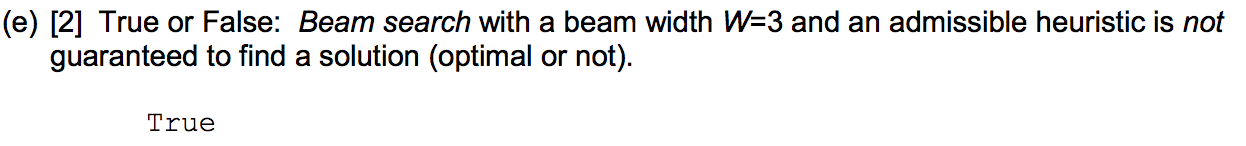 (e) [2] True or False: Beam search with a beam width W=3 and an admissible heuristic is not
guaranteed to find a solution (optimal or not).
True